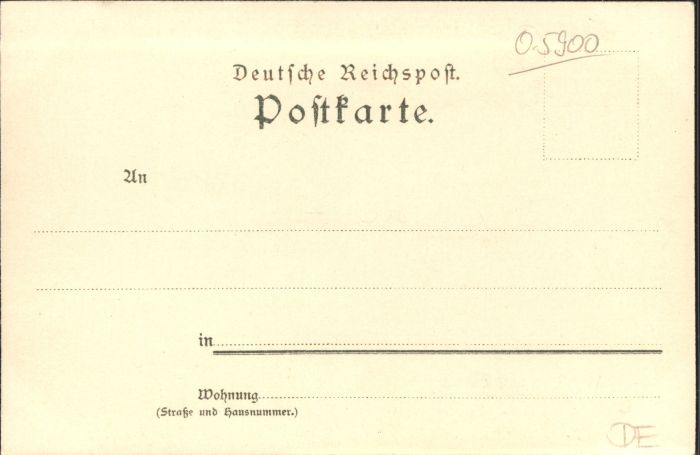 O 5900
Deutsche Reichspost.
Postkarte.
An
in
Wohnung
(Straße und Hausnummer.)
DE